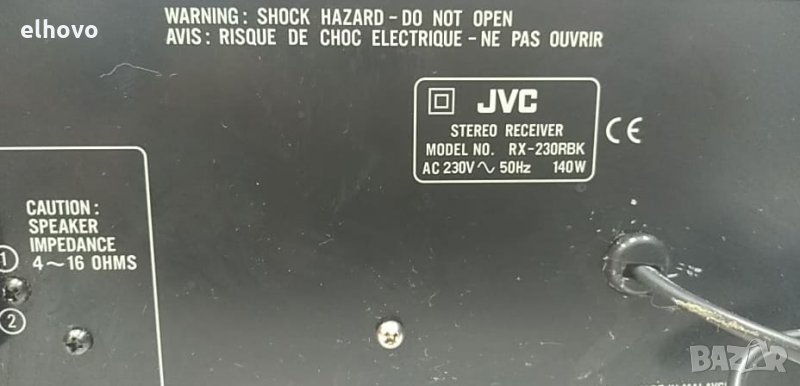 elhovo
WARNING: SHOCK HAZARD - DO NOT OPEN
AVIS: RISQUE DE CHOC ELECTRIQUE - NE PAS OUVRIR
JVC
STEREO RECEIVER
MODEL NO. RX-230RBK
AC 230V ∿ 50Hz 140W
CE
CAUTION:
SPEAKER
IMPEDANCE
4~16 OHMS
1
2
BAZAR